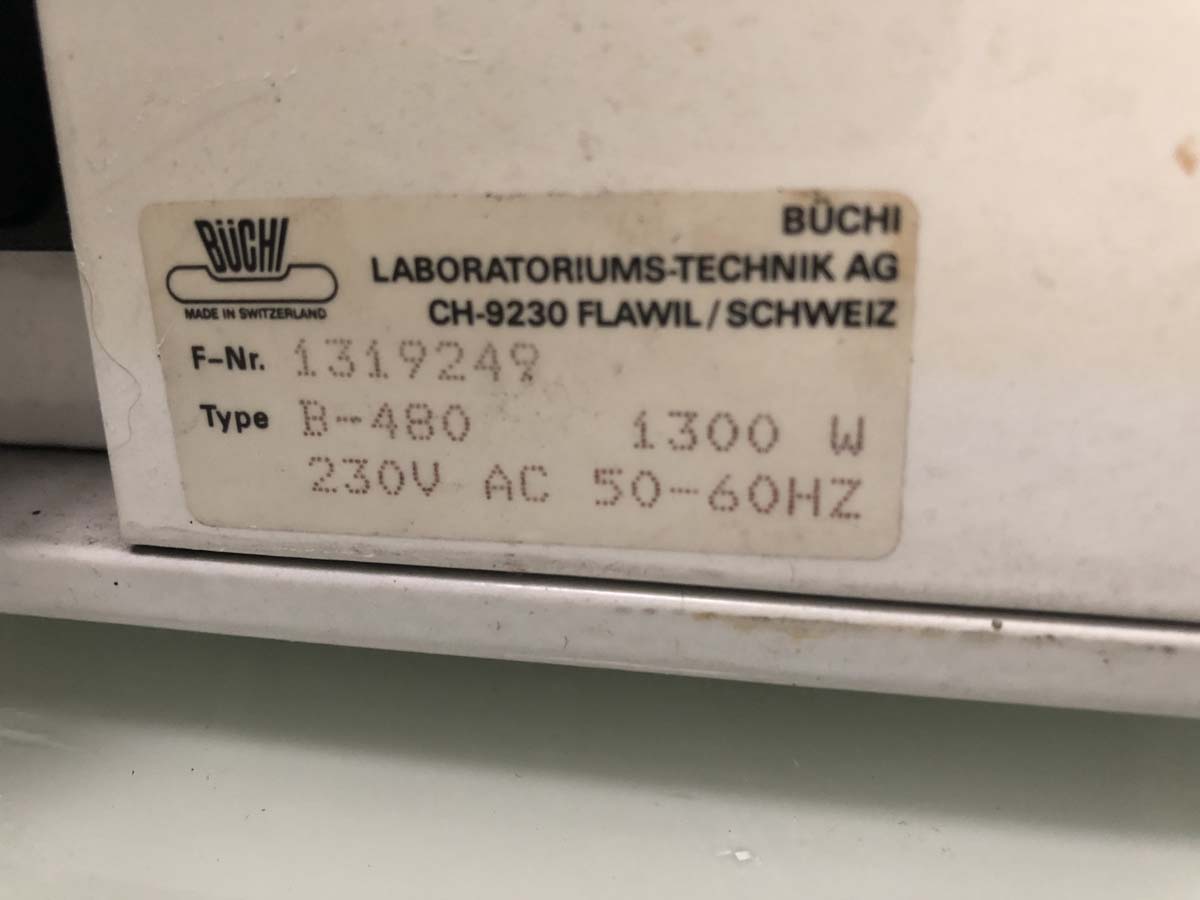 BÜCHI
MADE IN SWITZERLAND
BÜCHI
LABORATORIUMS-TECHNIK AG
CH-9230 FLAWIL / SCHWEIZ
F-Nr. 1319249
Type B-480 1300 W
230V AC 50-60HZ